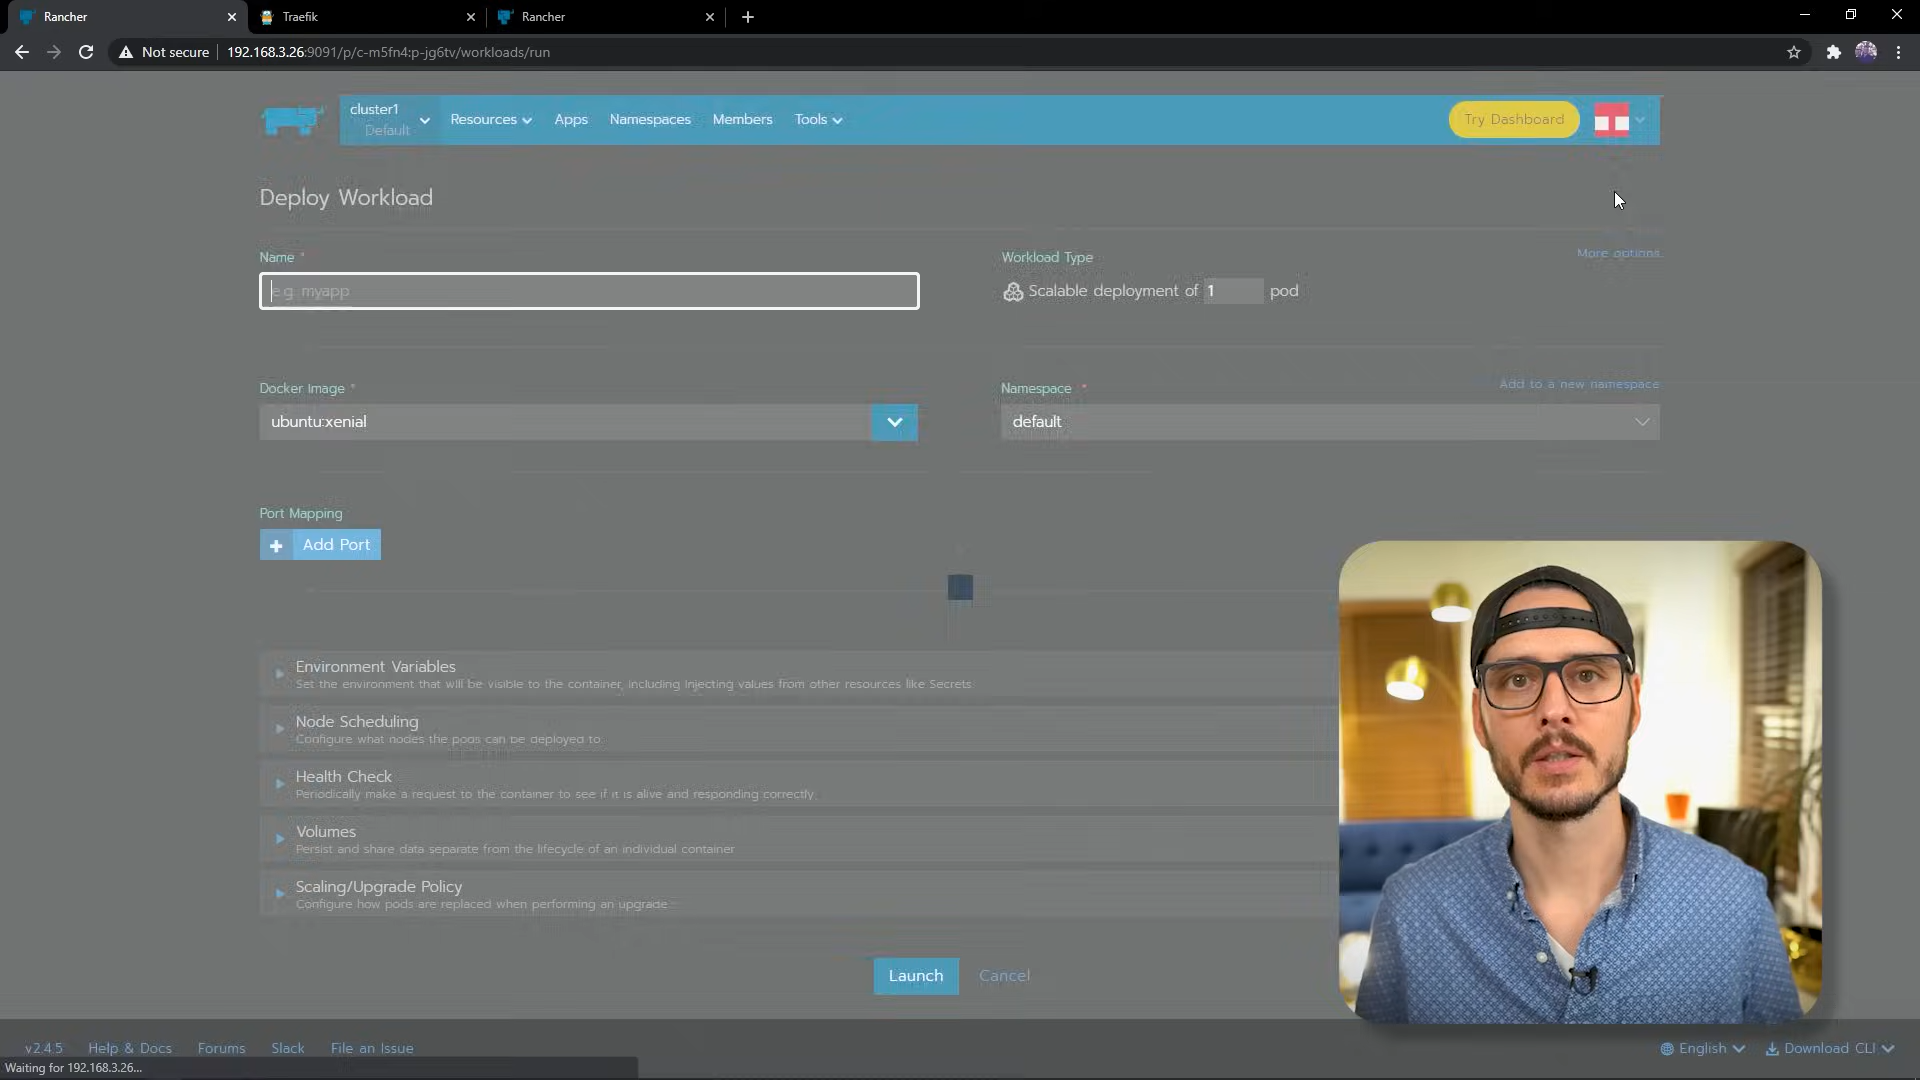 Rancher
Traefik
Rancher
Not secure
192.168.3.26:9091/p/c-m5fn4:p-jg6tv/workloads/run
cluster1
Default
Resources
Apps
Namespaces
Members
Tools
Try Dashboard
Deploy Workload
Name *
e.g. myapp
Workload Type
More options.
Scalable deployment of 1 pod
Docker Image *
ubuntu:xenial
Namespace *
Add to a new namespace
default
Port Mapping
Add Port
Environment Variables
Set the environment that will be visible to the container, including injecting values from other resources like Secrets.
Node Scheduling
Configure what nodes the pods can be deployed to.
Health Check
Periodically make a request to the container to see if it is alive and responding correctly.
Volumes
Persist and share data separate from the lifecycle of an individual container.
Scaling/Upgrade Policy
Configure how pods are replaced when performing an upgrade.
Launch
Cancel
v2.4.5
Help & Docs
Forums
Slack
File an Issue
English
Download CLI
Waiting for 192.168.3.26...